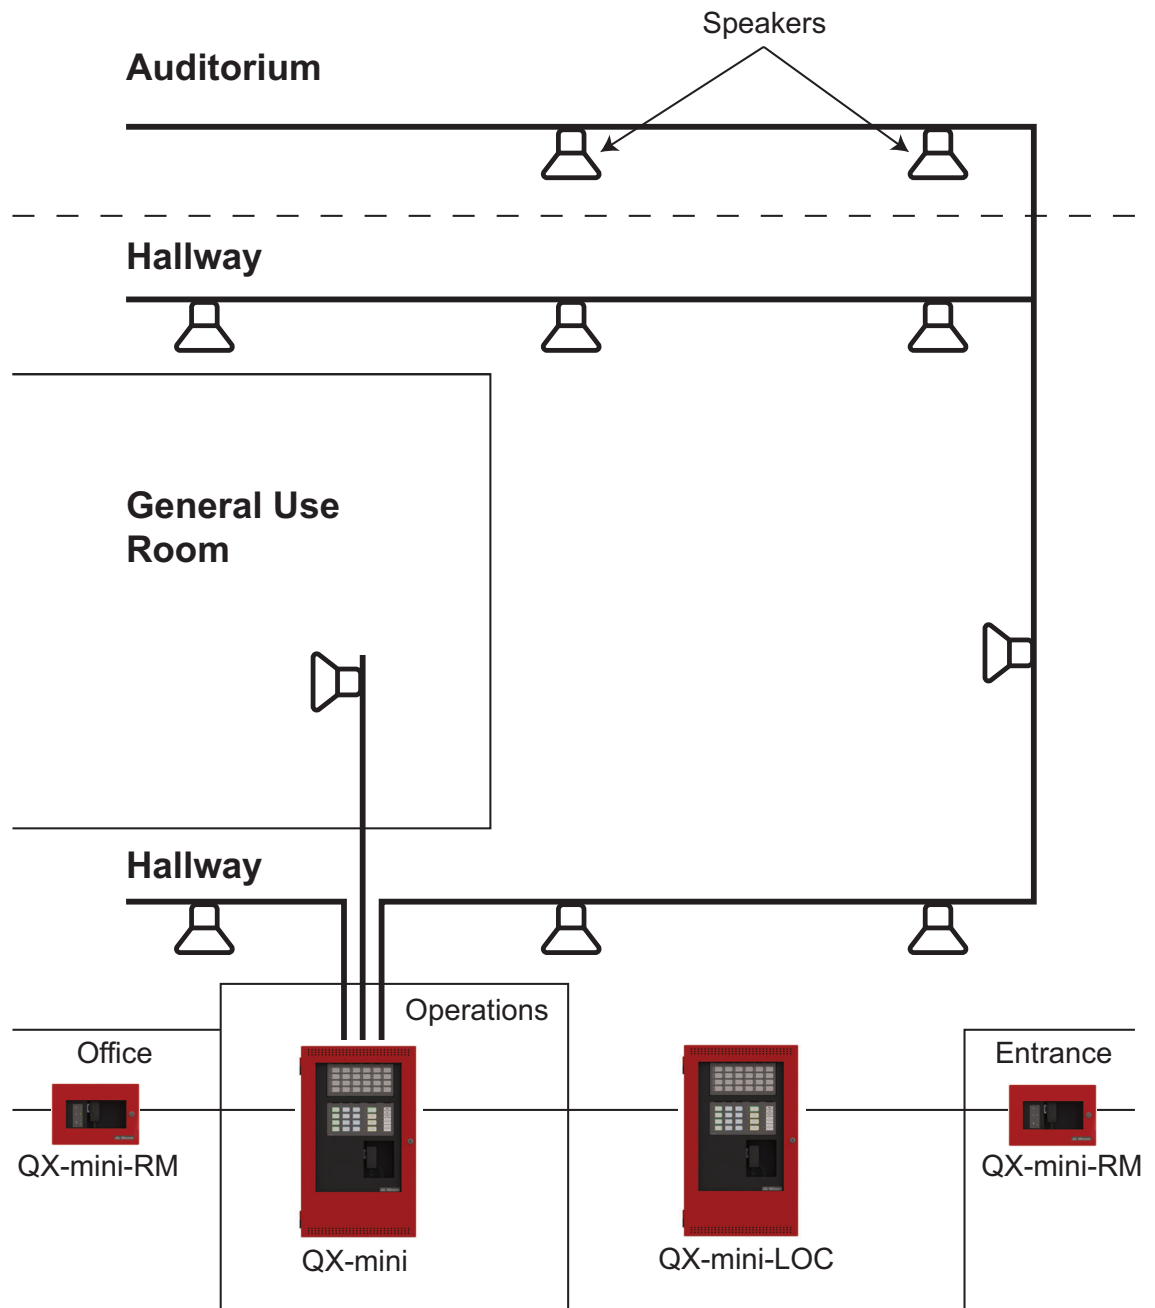 Speakers
Auditorium
Hallway
General Use
Room
Hallway
Operations
Office
Entrance
QX-mini-RM
QX-mini-RM
QX-mini
QX-mini-LOC